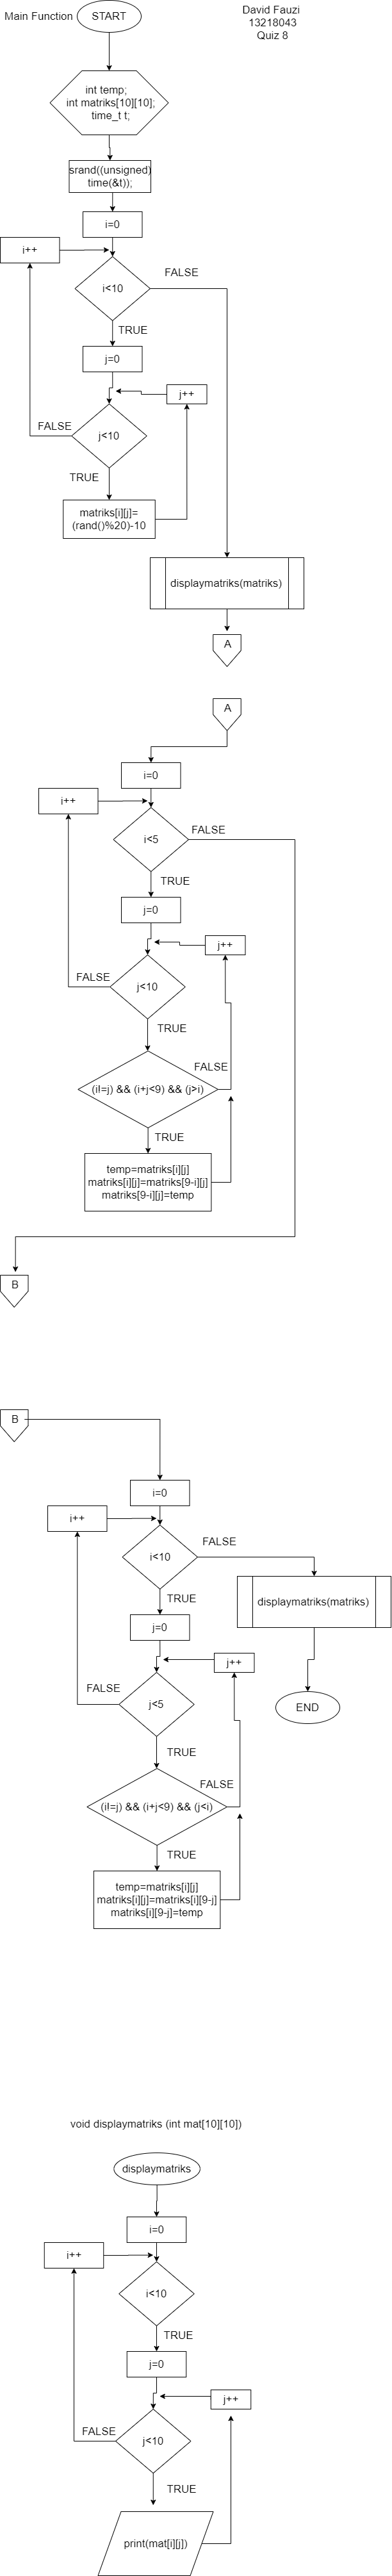 Main Function
START
David Fauzi
13218043
Quiz 8
int temp;
int matriks[10][10];
time_t t;
srand((unsigned)
time(&t));
i=0
i++
i<10
FALSE
TRUE
j=0
j++
FALSE
j<10
TRUE
matriks[i][j]=
(rand()%20)-10
displaymatriks(matriks)
A
A
i=0
i++
i<5
FALSE
TRUE
j=0
j++
j<10
FALSE
TRUE
FALSE
(i!=j) && (i+j<9) && (j>i)
TRUE
temp=matriks[i][j]
matriks[i][j]=matriks[9-i][j]
matriks[9-i][j]=temp
B
B
i=0
i++
FALSE
i<10
TRUE
displaymatriks(matriks)
j=0
j++
FALSE
j<5
END
TRUE
FALSE
(i!=j) && (i+j<9) && (j<i)
TRUE
temp=matriks[i][j]
matriks[i][j]=matriks[i][9-j]
matriks[i][9-j]=temp
void displaymatriks (int mat[10][10])
displaymatriks
i=0
i++
i<10
TRUE
j=0
j++
FALSE
j<10
TRUE
print(mat[i][j])